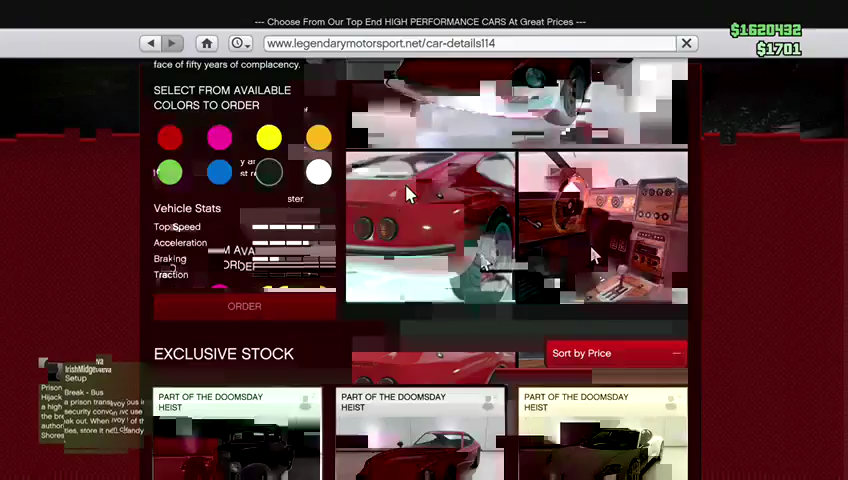 --- Choose From Our Top End HIGH PERFORMANCE CARS At Great Prices ---
$1620432
$1701
www.legendarymotorsport.net/car-details114
face of fifty years of complacency.
SELECT FROM AVAILABLE
COLORS TO ORDER
Vehicle Stats
Top Speed
Acceleration
Braking
Traction
ORDER
EXCLUSIVE STOCK
Sort by Price
PART OF THE DOOMSDAY
HEIST
PART OF THE DOOMSDAY
HEIST
PART OF THE DOOMSDAY
HEIST
Setup
Break - Bus
a prison
security